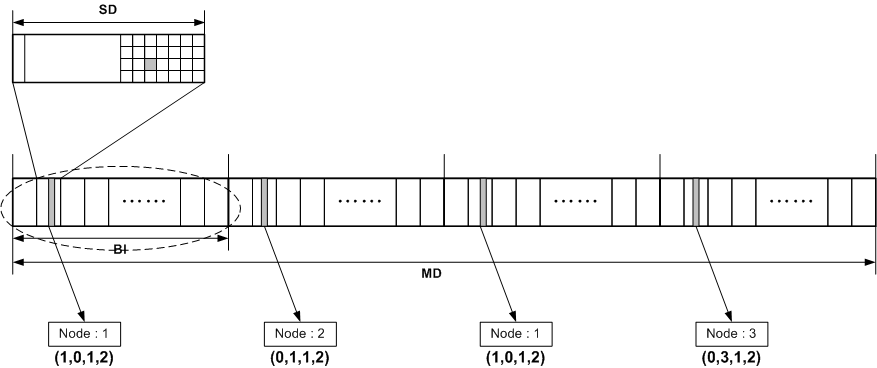 SD
......
......
......
......
BI
MD
Node : 1
Node : 2
Node : 1
Node : 3
(1,0,1,2)
(0,1,1,2)
(1,0,1,2)
(0,3,1,2)